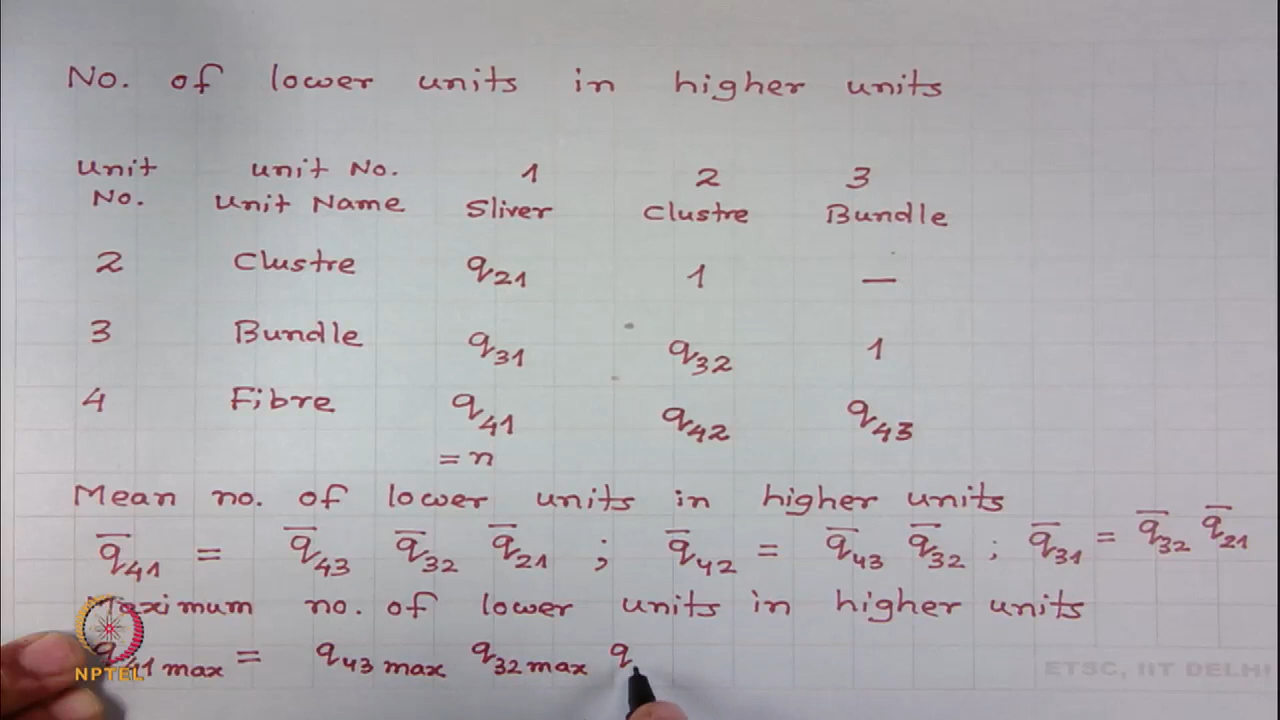 No. of lower units in higher units
Unit unit No. 1 2 3
No. Unit Name Sliver Clustre Bundle
2 Clustre q21 1 —
3 Bundle q31 q32 1
4 Fibre q41 q42 q43
= n
Mean no. of lower units in higher units
q̅41 = q̅43 q̅32 q̅21 ; q̅42 = q̅43 q̅32 ; q̅31 = q̅32 q̅21
Maximum no. of lower units in higher units
q41 max = q43 max q32 max q
NPTEL
ETSC, IIT DELHI